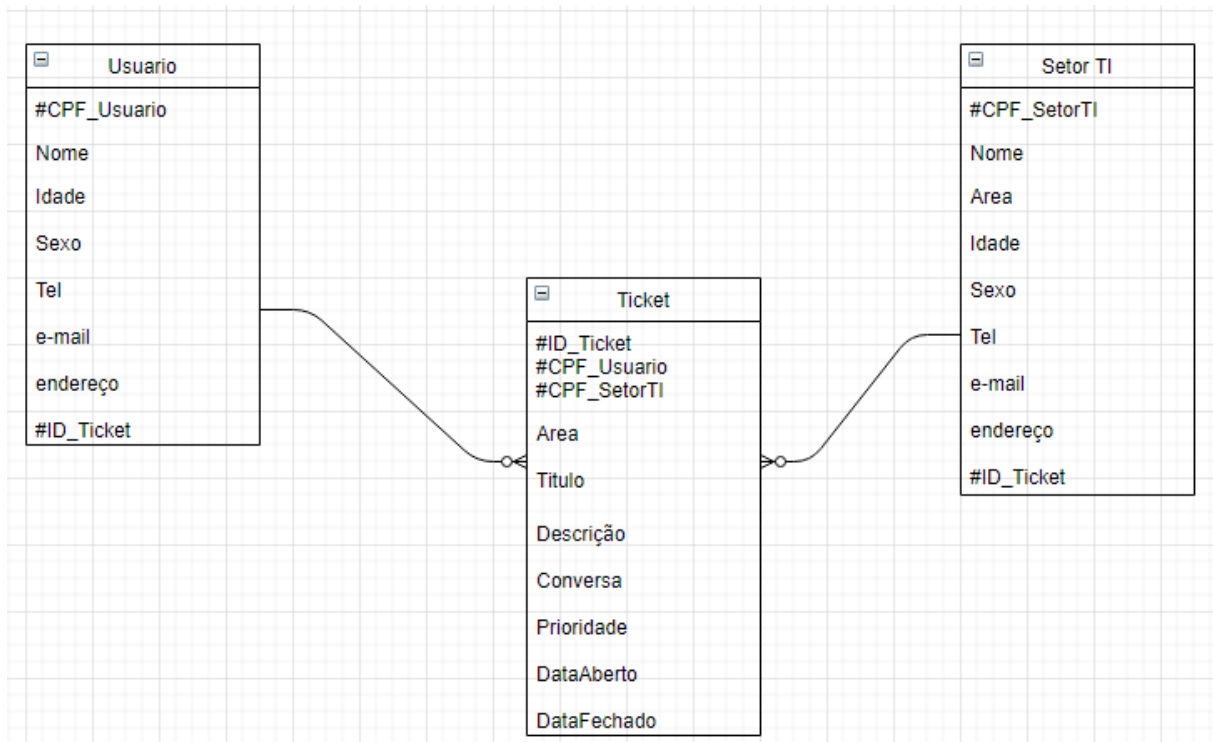 Usuario
#CPF_Usuario
Nome
Idade
Sexo
Tel
e-mail
endereço
#ID_Ticket
Ticket
#ID_Ticket
#CPF_Usuario
#CPF_SetorTI
Area
Titulo
Descrição
Conversa
Prioridade
DataAberto
DataFechado
Setor TI
#CPF_SetorTI
Nome
Area
Idade
Sexo
Tel
e-mail
endereço
#ID_Ticket